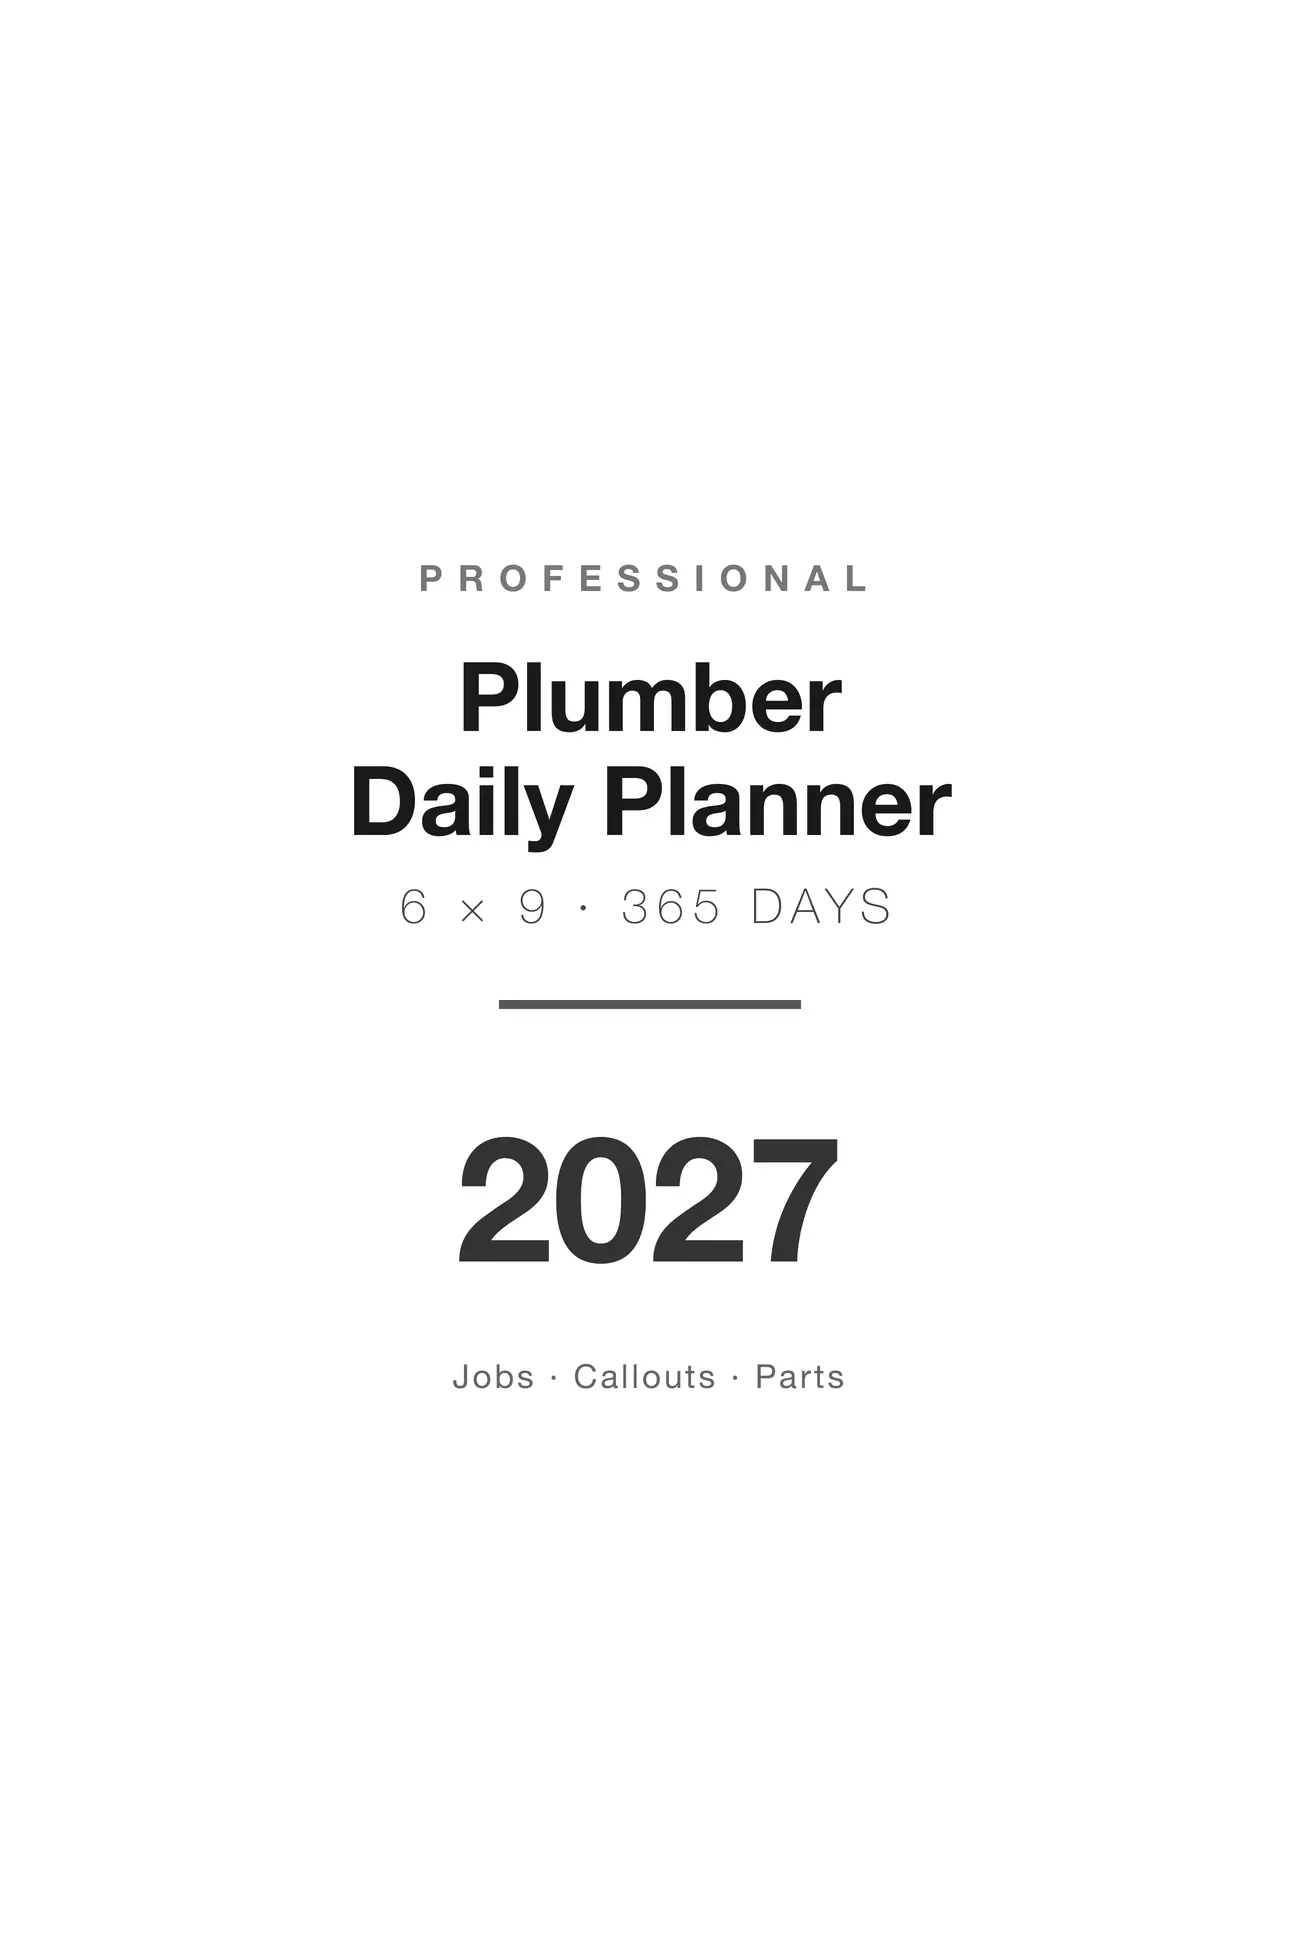 PROFESSIONAL
Plumber
Daily Planner
6 × 9 · 365 DAYS
2027
Jobs · Callouts · Parts